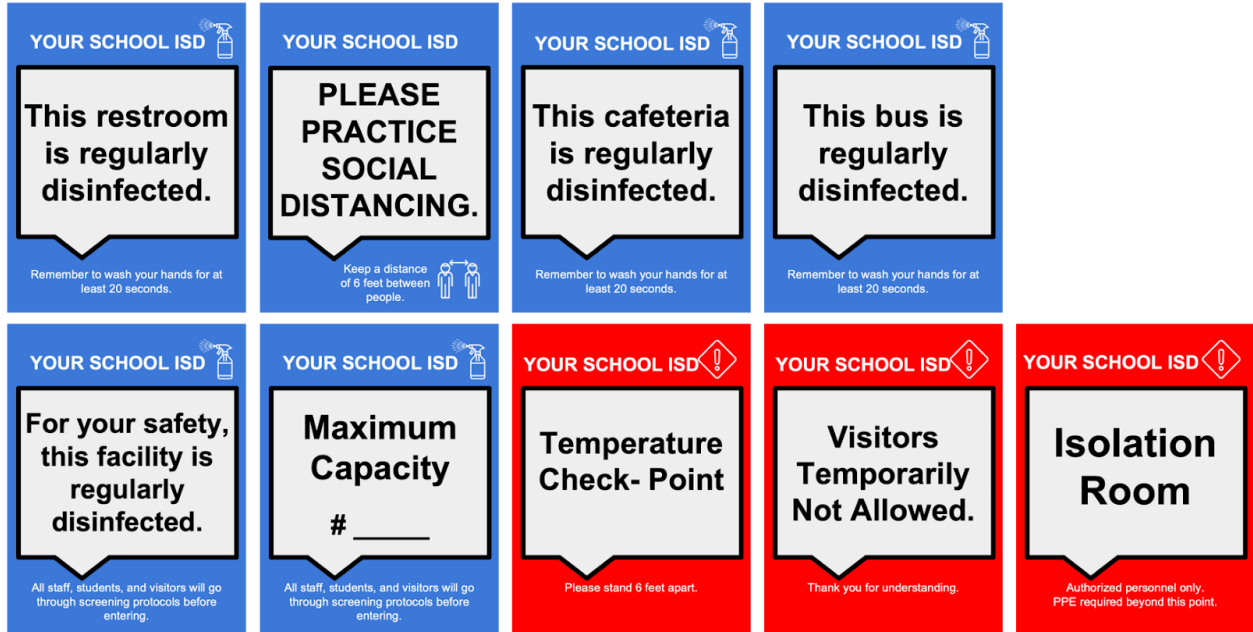 YOUR SCHOOL ISD
This restroom
is regularly
disinfected.
Remember to wash your hands for at
least 20 seconds.
YOUR SCHOOL ISD
PLEASE
PRACTICE
SOCIAL
DISTANCING.
Keep a distance
of 6 feet between
people.
YOUR SCHOOL ISD
This cafeteria
is regularly
disinfected.
Remember to wash your hands for at
least 20 seconds.
YOUR SCHOOL ISD
This bus is
regularly
disinfected.
Remember to wash your hands for at
least 20 seconds.
YOUR SCHOOL ISD
For your safety,
this facility is
regularly
disinfected.
All staff, students, and visitors will go
through screening protocols before
entering.
YOUR SCHOOL ISD
Maximum
Capacity
# _____
All staff, students, and visitors will go
through screening protocols before
entering.
YOUR SCHOOL ISD
Temperature
Check- Point
Please stand 6 feet apart.
YOUR SCHOOL ISD
Visitors
Temporarily
Not Allowed.
Thank you for understanding.
YOUR SCHOOL ISD
Isolation
Room
Authorized personnel only.
PPE required beyond this point.